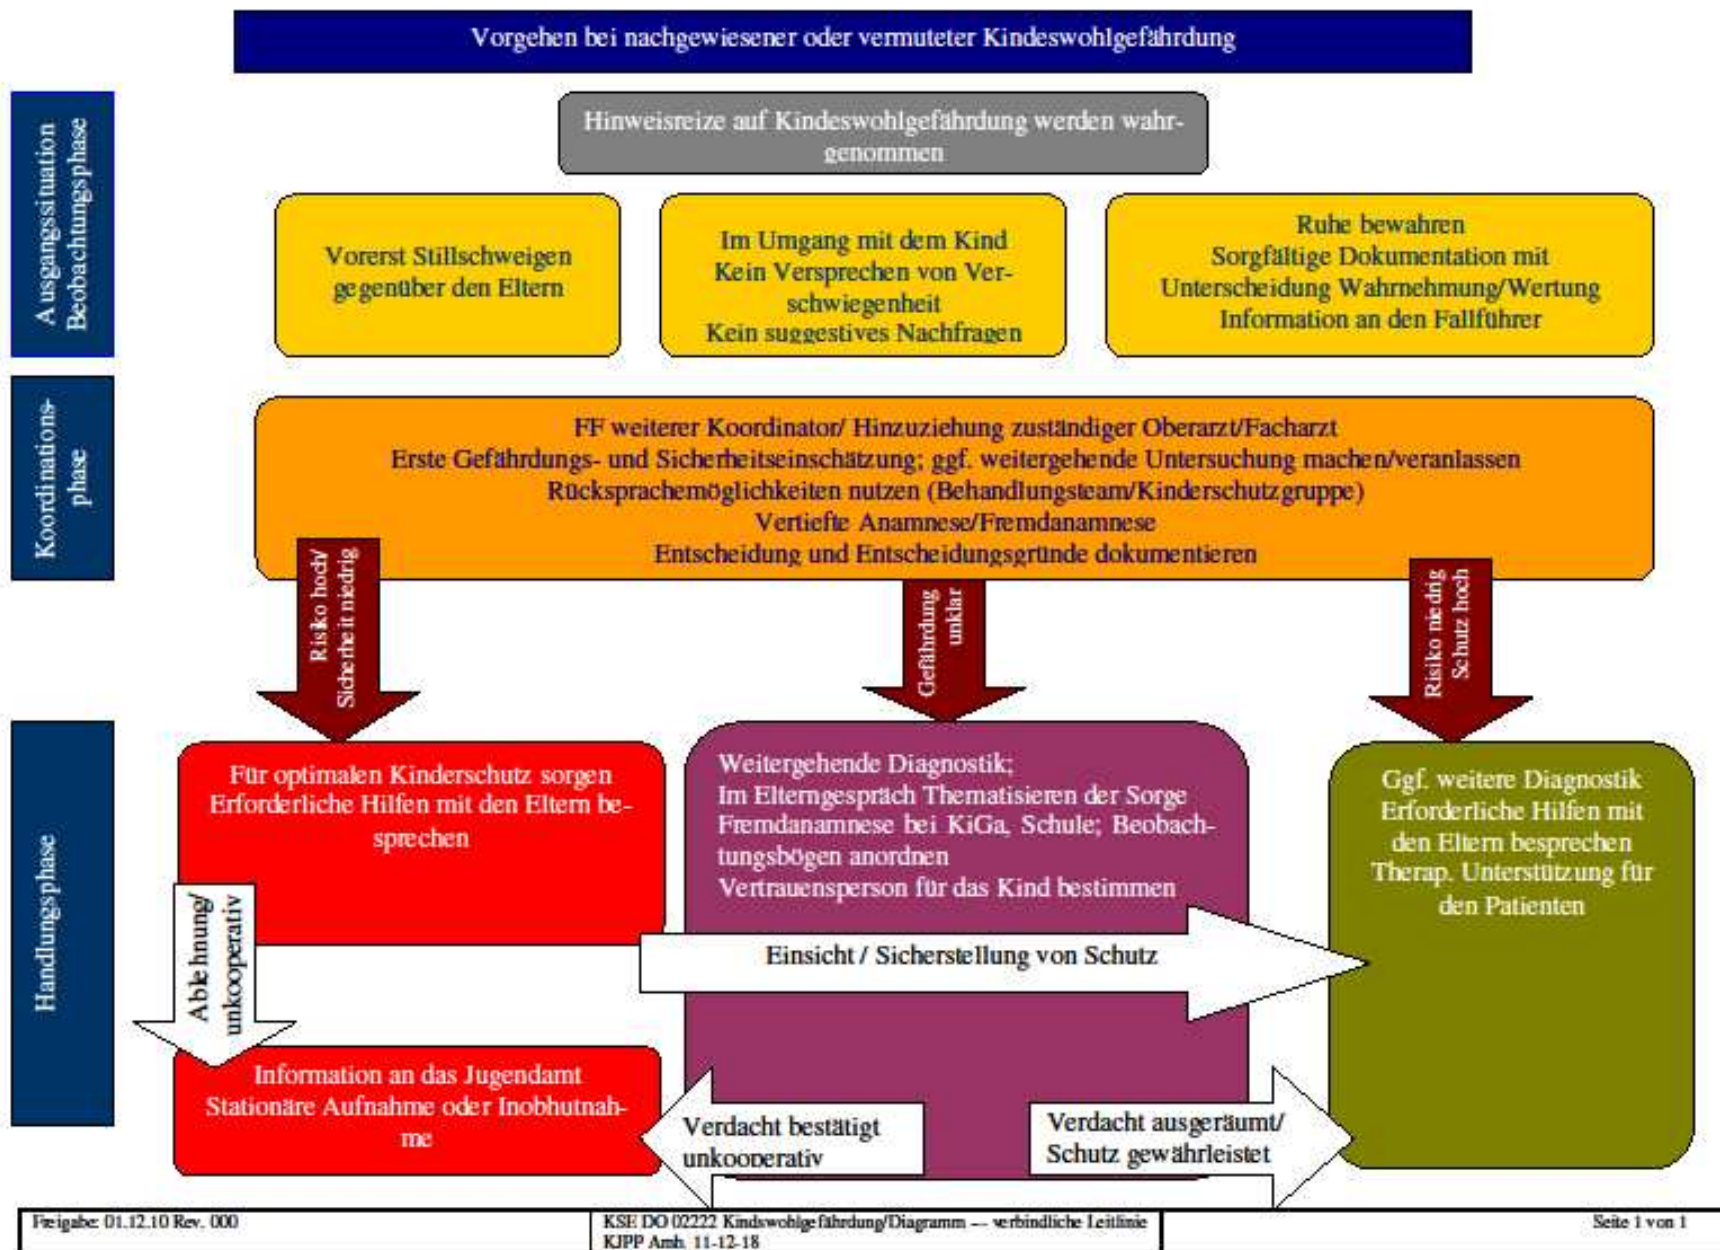 Vorgehen bei nachgewiesener oder vermuteter Kindeswohlgefährdung
Ausgangssituation
Beobachtungsphase
Hinweisreize auf Kindeswohlgefährdung werden wahr-
genommen
Vorerst Stillschweigen
gegenüber den Eltern
Im Umgang mit dem Kind
Kein Versprechen von Ver-
schwiegenheit
Kein suggestives Nachfragen
Ruhe bewahren
Sorgfältige Dokumentation mit
Unterscheidung Wahrnehmung/Wertung
Information an den Fallführer
Koordinations-
phase
FF weiterer Koordinator/ Hinzuziehung zuständiger Oberarzt/Facharzt
Erste Gefährdungs- und Sicherheitseinschätzung; ggf. weitergehende Untersuchung machen/veranlassen
Rücksprachemöglichkeiten nutzen (Behandlungsteam/Kinderschutzgruppe)
Vertiefte Anamnese/Fremdanamnese
Entscheidung und Entscheidungsgründe dokumentieren
Risiko hoch/
Sicherheit niedrig
Gefährdung
unklar
Risiko niedrig
Schutz hoch
Handlungsphase
Für optimalen Kinderschutz sorgen
Erforderliche Hilfen mit den Eltern be-
sprechen
Weitergehende Diagnostik;
Im Elterngespräch Thematisieren der Sorge
Fremdanamnese bei KiGa, Schule; Beobach-
tungsbögen anordnen
Vertrauensperson für das Kind bestimmen
Ggf. weitere Diagnostik
Erforderliche Hilfen mit
den Eltern besprechen
Therap. Unterstützung für
den Patienten
Ablehnung/
unkooperativ
Einsicht / Sicherstellung von Schutz
Information an das Jugendamt
Stationäre Aufnahme oder Inobhutnah-
me
Verdacht bestätigt
unkooperativ
Verdacht ausgeräumt/
Schutz gewährleistet
Freigabe: 01.12.10 Rev. 000
KSE DO 02222 Kindswohlgefährdung/Diagramm --- verbindliche Leitlinie
KJPP Amb. 11-12-18
Seite 1 von 1